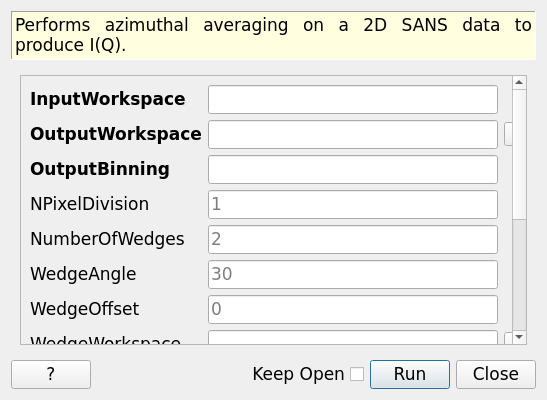 Performs azimuthal averaging on a 2D SANS data to
produce I(Q).
InputWorkspace
OutputWorkspace
OutputBinning
NPixelDivision 1
NumberOfWedges 2
WedgeAngle 30
WedgeOffset 0
WedgeWorkspace
? Keep Open Run Close